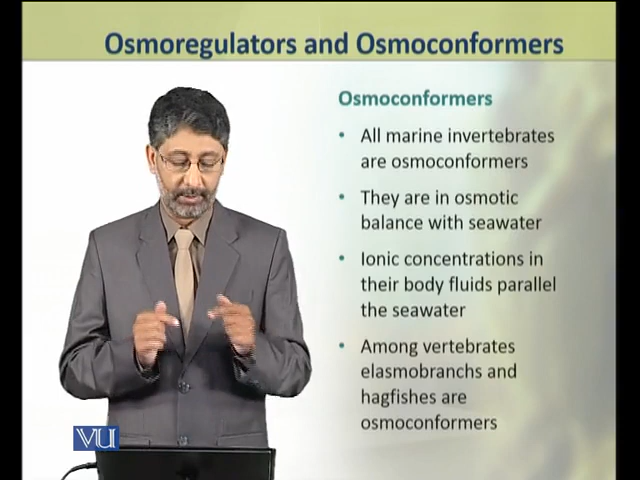 Osmoregulators and Osmoconformers
Osmoconformers
• All marine invertebrates
are osmoconformers
• They are in osmotic
balance with seawater
• Ionic concentrations in
their body fluids parallel
the seawater
• Among vertebrates
elasmobranchs and
hagfishes are
osmoconformers
VU